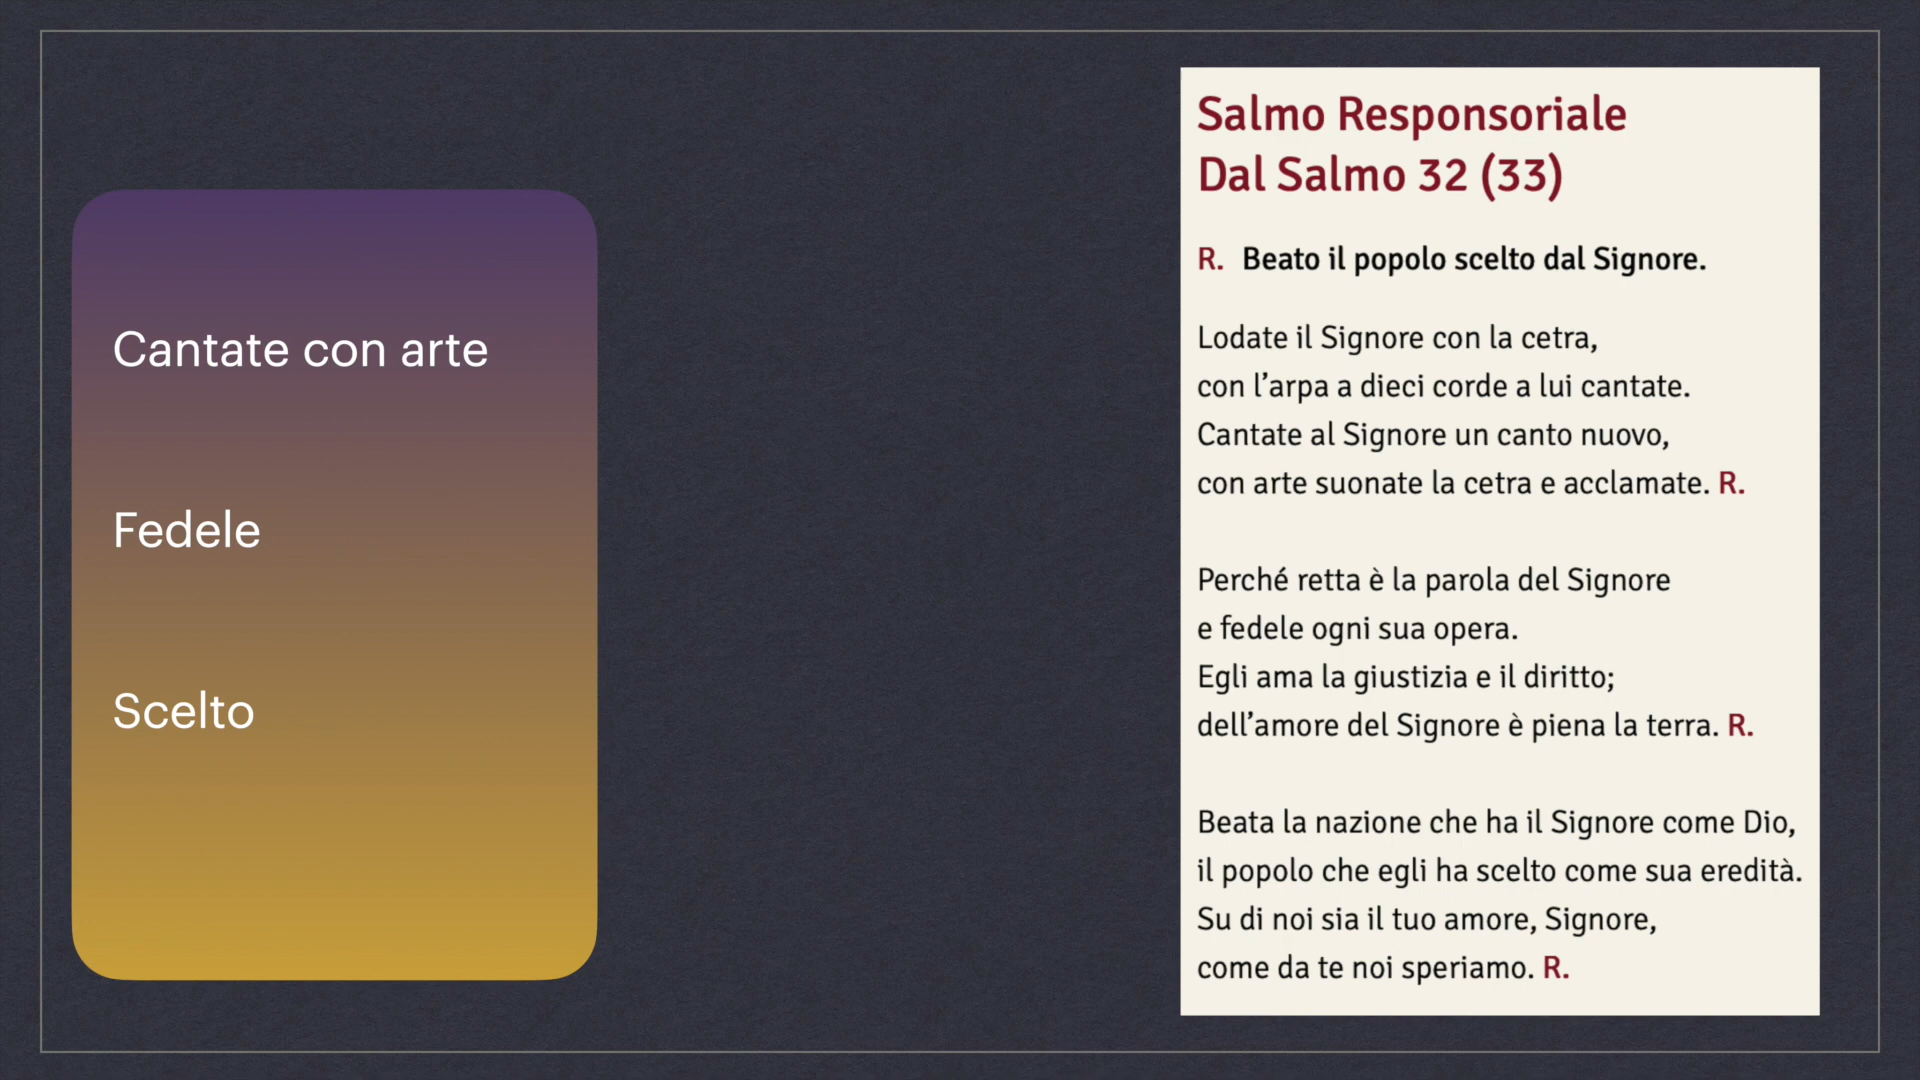 Cantate con arte
Fedele
Scelto
Salmo Responsoriale
Dal Salmo 32 (33)
R. Beato il popolo scelto dal Signore.
Lodate il Signore con la cetra,
con l’arpa a dieci corde a lui cantate.
Cantate al Signore un canto nuovo,
con arte suonate la cetra e acclamate. R.
Perché retta è la parola del Signore
e fedele ogni sua opera.
Egli ama la giustizia e il diritto;
dell’amore del Signore è piena la terra. R.
Beata la nazione che ha il Signore come Dio,
il popolo che egli ha scelto come sua eredità.
Su di noi sia il tuo amore, Signore,
come da te noi speriamo. R.